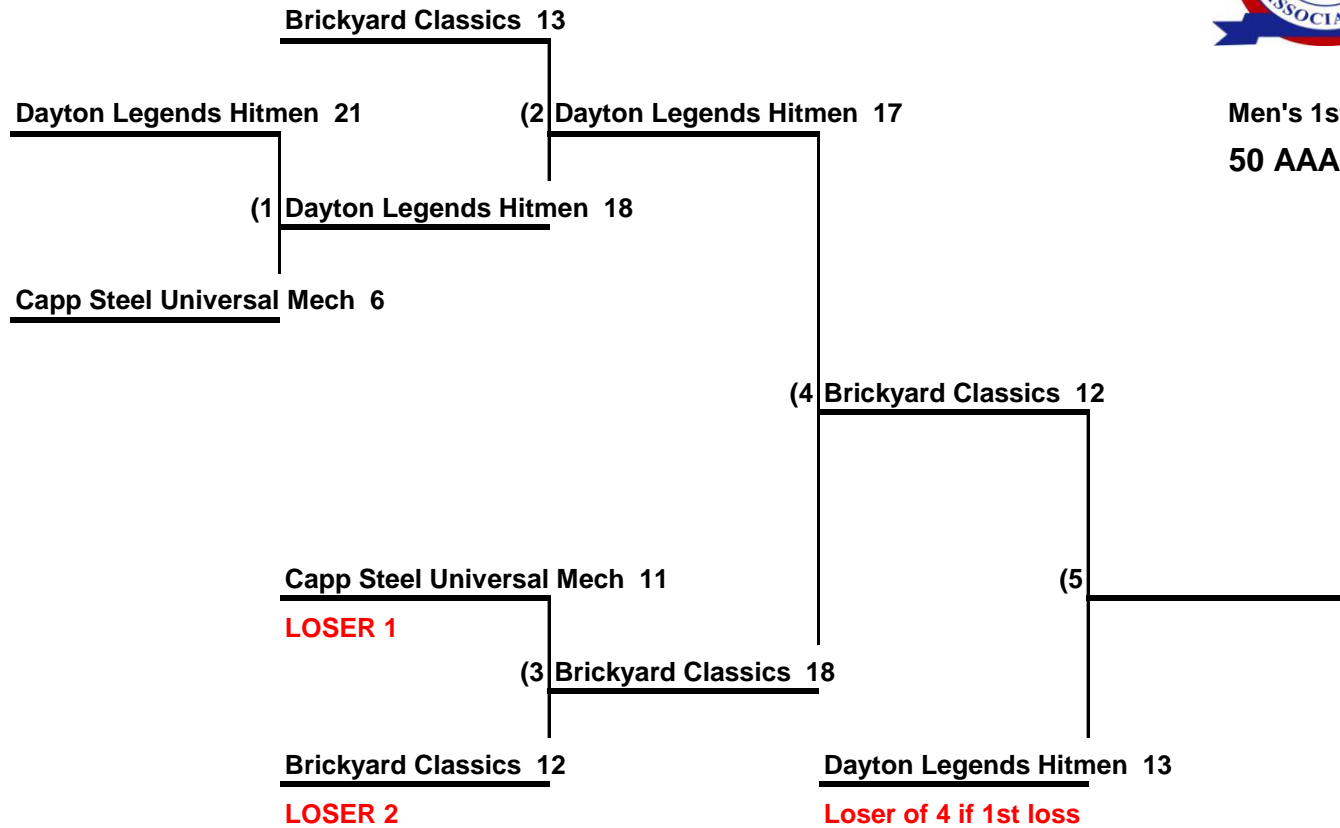 Brickyard Classics 13
Dayton Legends Hitmen 21
(2 Dayton Legends Hitmen 17
Men's 1s
50 AAA
(1 Dayton Legends Hitmen 18
Capp Steel Universal Mech 6
(4 Brickyard Classics 12
Capp Steel Universal Mech 11
(5
LOSER 1
(3 Brickyard Classics 18
Brickyard Classics 12
Dayton Legends Hitmen 13
LOSER 2
Loser of 4 if 1st loss